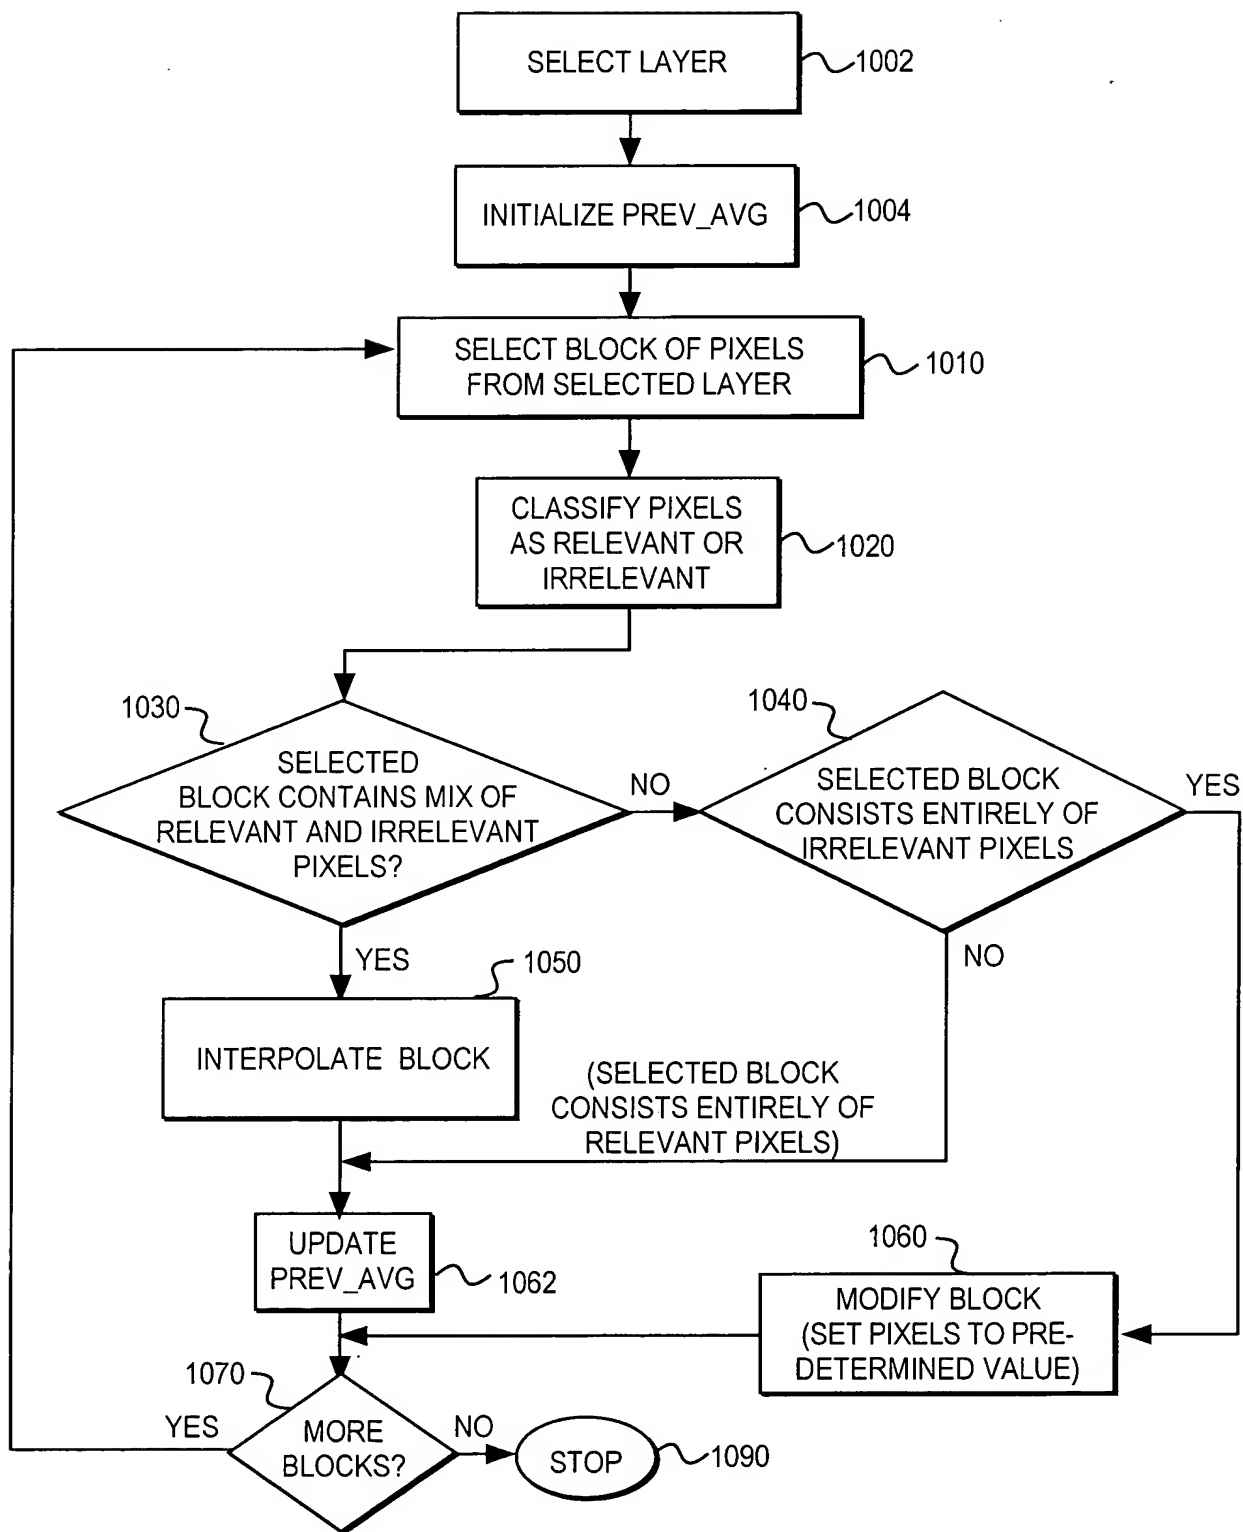 SELECT LAYER
1002
INITIALIZE PREV_AVG
1004
SELECT BLOCK OF PIXELS
FROM SELECTED LAYER
1010
CLASSIFY PIXELS
AS RELEVANT OR
IRRELEVANT
1020
1030
SELECTED
BLOCK CONTAINS MIX OF
RELEVANT AND IRRELEVANT
PIXELS?
NO
1040
SELECTED BLOCK
CONSISTS ENTIRELY OF
IRRELEVANT PIXELS
YES
NO
YES
1050
INTERPOLATE BLOCK
(SELECTED BLOCK
CONSISTS ENTIRELY OF
RELEVANT PIXELS)
UPDATE
PREV_AVG
1062
1060
MODIFY BLOCK
(SET PIXELS TO PRE-
DETERMINED VALUE)
1070
YES
MORE
BLOCKS?
NO
STOP
1090